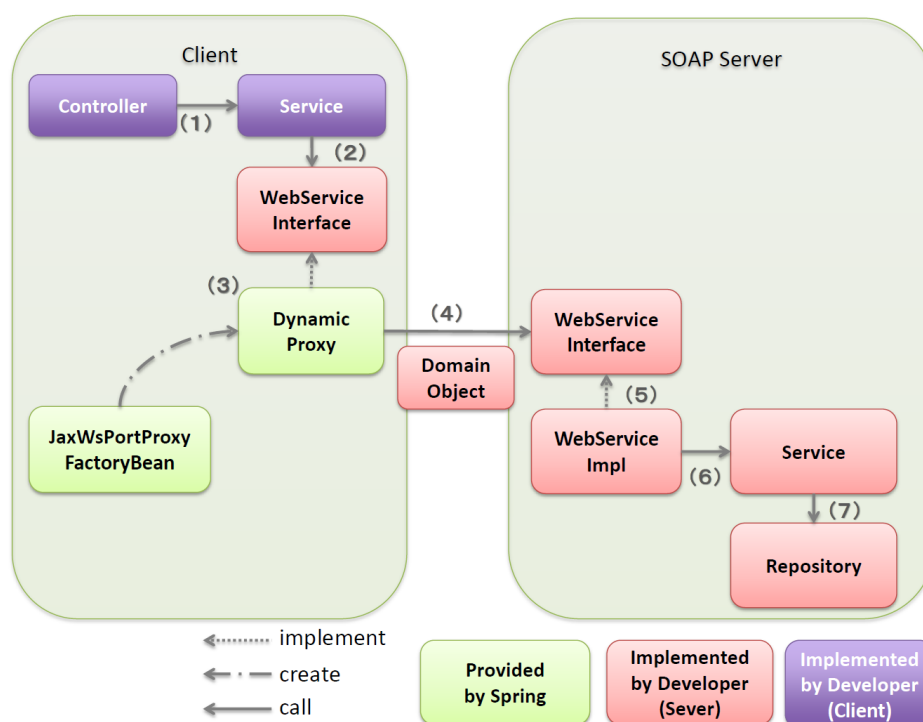 Client
SOAP Server
Controller
(1)
Service
(2)
WebService
Interface
(3)
Dynamic
Proxy
(4)
Domain
Object
JaxWsPortProxy
FactoryBean
WebService
Interface
(5)
WebService
Impl
(6)
Service
(7)
Repository
implement
create
call
Provided
by Spring
Implemented
by Developer
(Sever)
Implemented
by Developer
(Client)